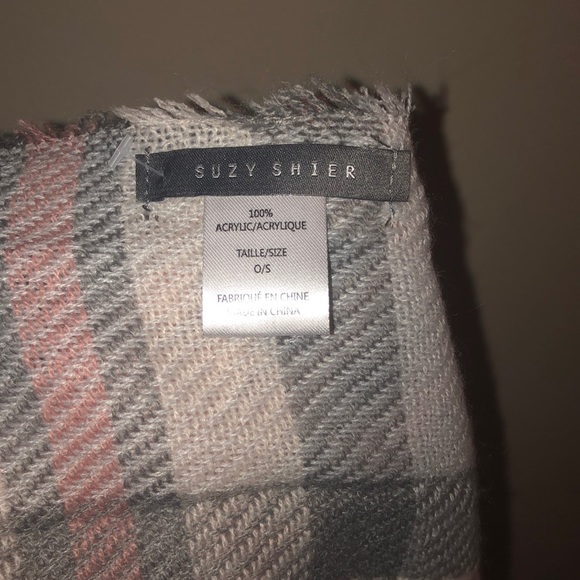 SUZY SHIER
100%
ACRYLIC/ACRYLIQUE
TAILLE/SIZE
O/S
FABRIQUÉ EN CHINE
MADE IN CHINA